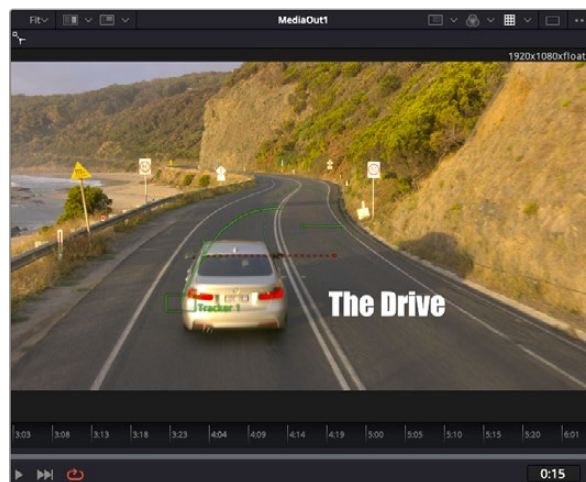 Fit MediaOut1
1920x1080xfloat
Tracker 1
The Drive
3:03 3:08 3:13 3:18 3:23 4:04 4:09 4:14 4:19 5:00 5:05 5:10 5:15 5:20 6:01
0:15